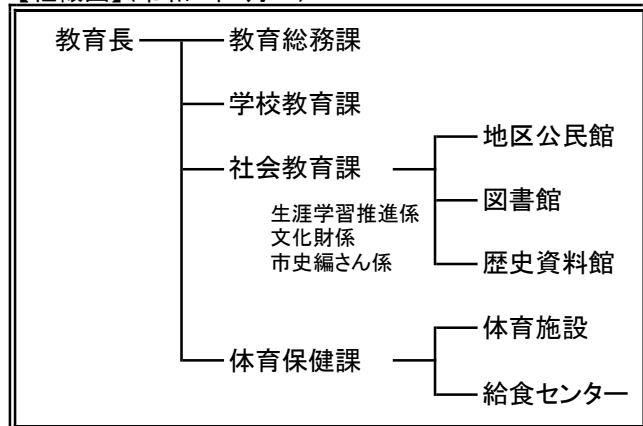 教育長
教育総務課
学校教育課
社会教育課
生涯学習推進係
文化財係
市史編さん係
地区公民館
図書館
歴史資料館
体育保健課
体育施設
給食センター